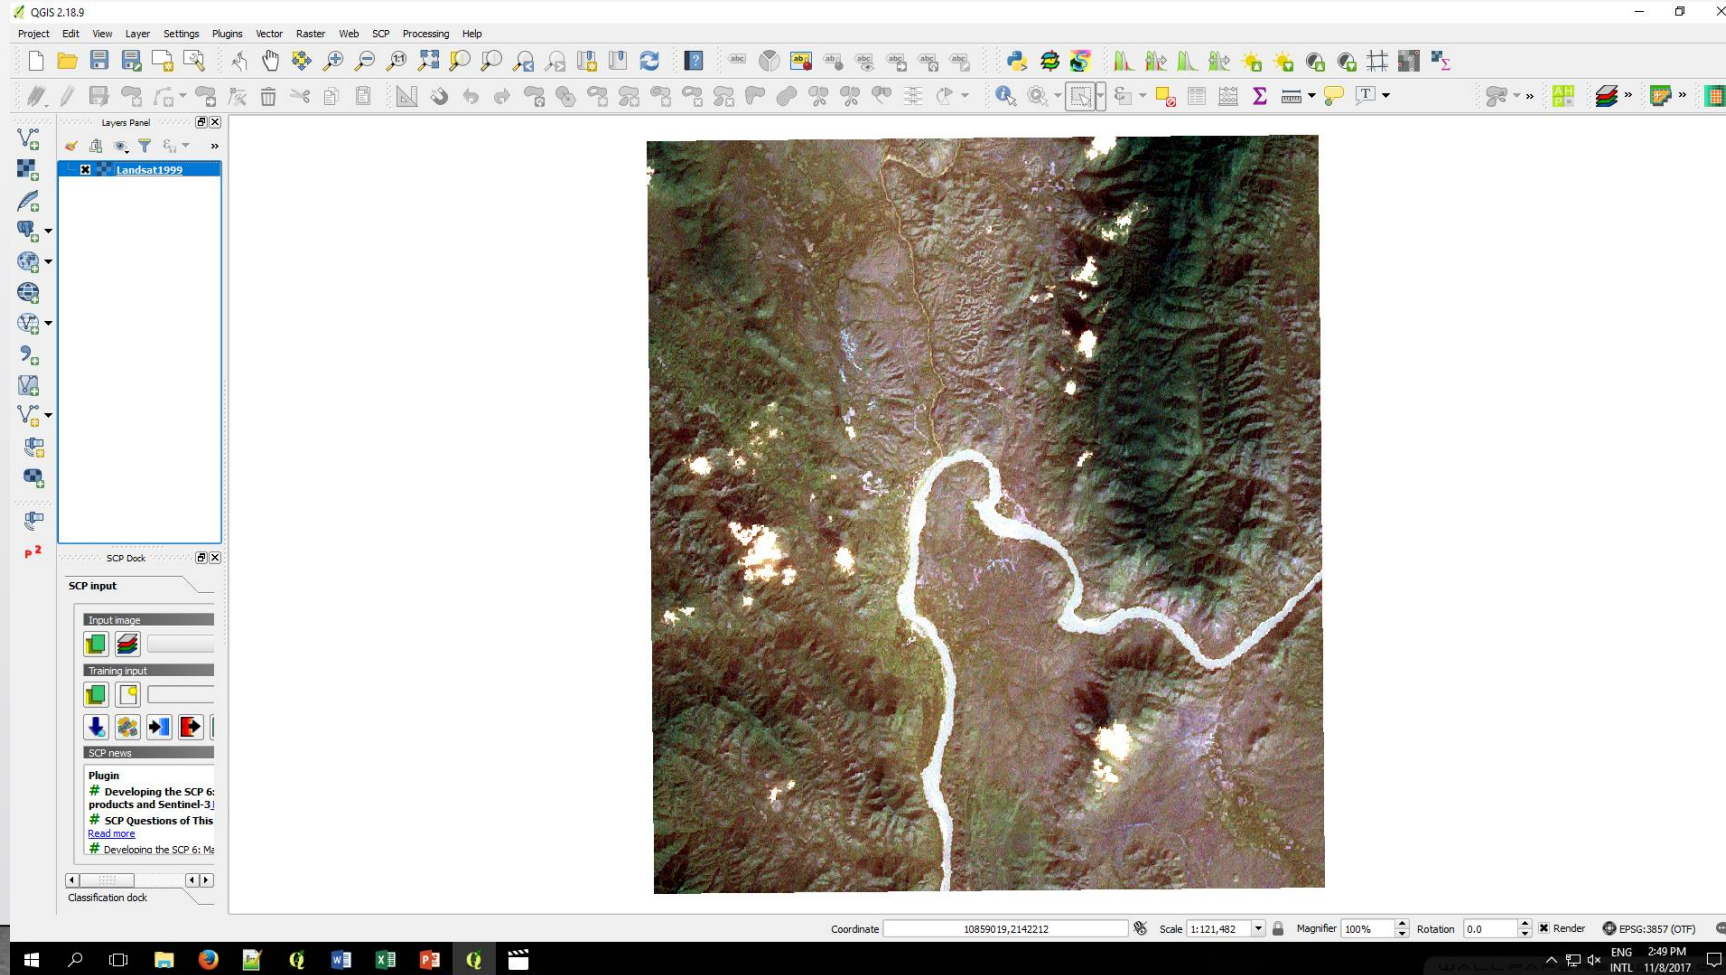 QGIS 2.18.9
Project Edit View Layer Settings Plugins Vector Raster Web SCP Processing Help
Layers Panel
Landsat1999
SCP Dock
SCP input
Input image
Training input
SCP news
Plugin
# Developing the SCP 6:
products and Sentinel-3
# SCP Questions of This
Read more
# Developing the SCP 6: Ma
Classification dock
Coordinate 10859019,2142212 Scale 1:121,482 Magnifier 100% Rotation 0.0 Render EPSG:3857 (OTF)
ENG 2:49 PM
INTL 11/8/2017